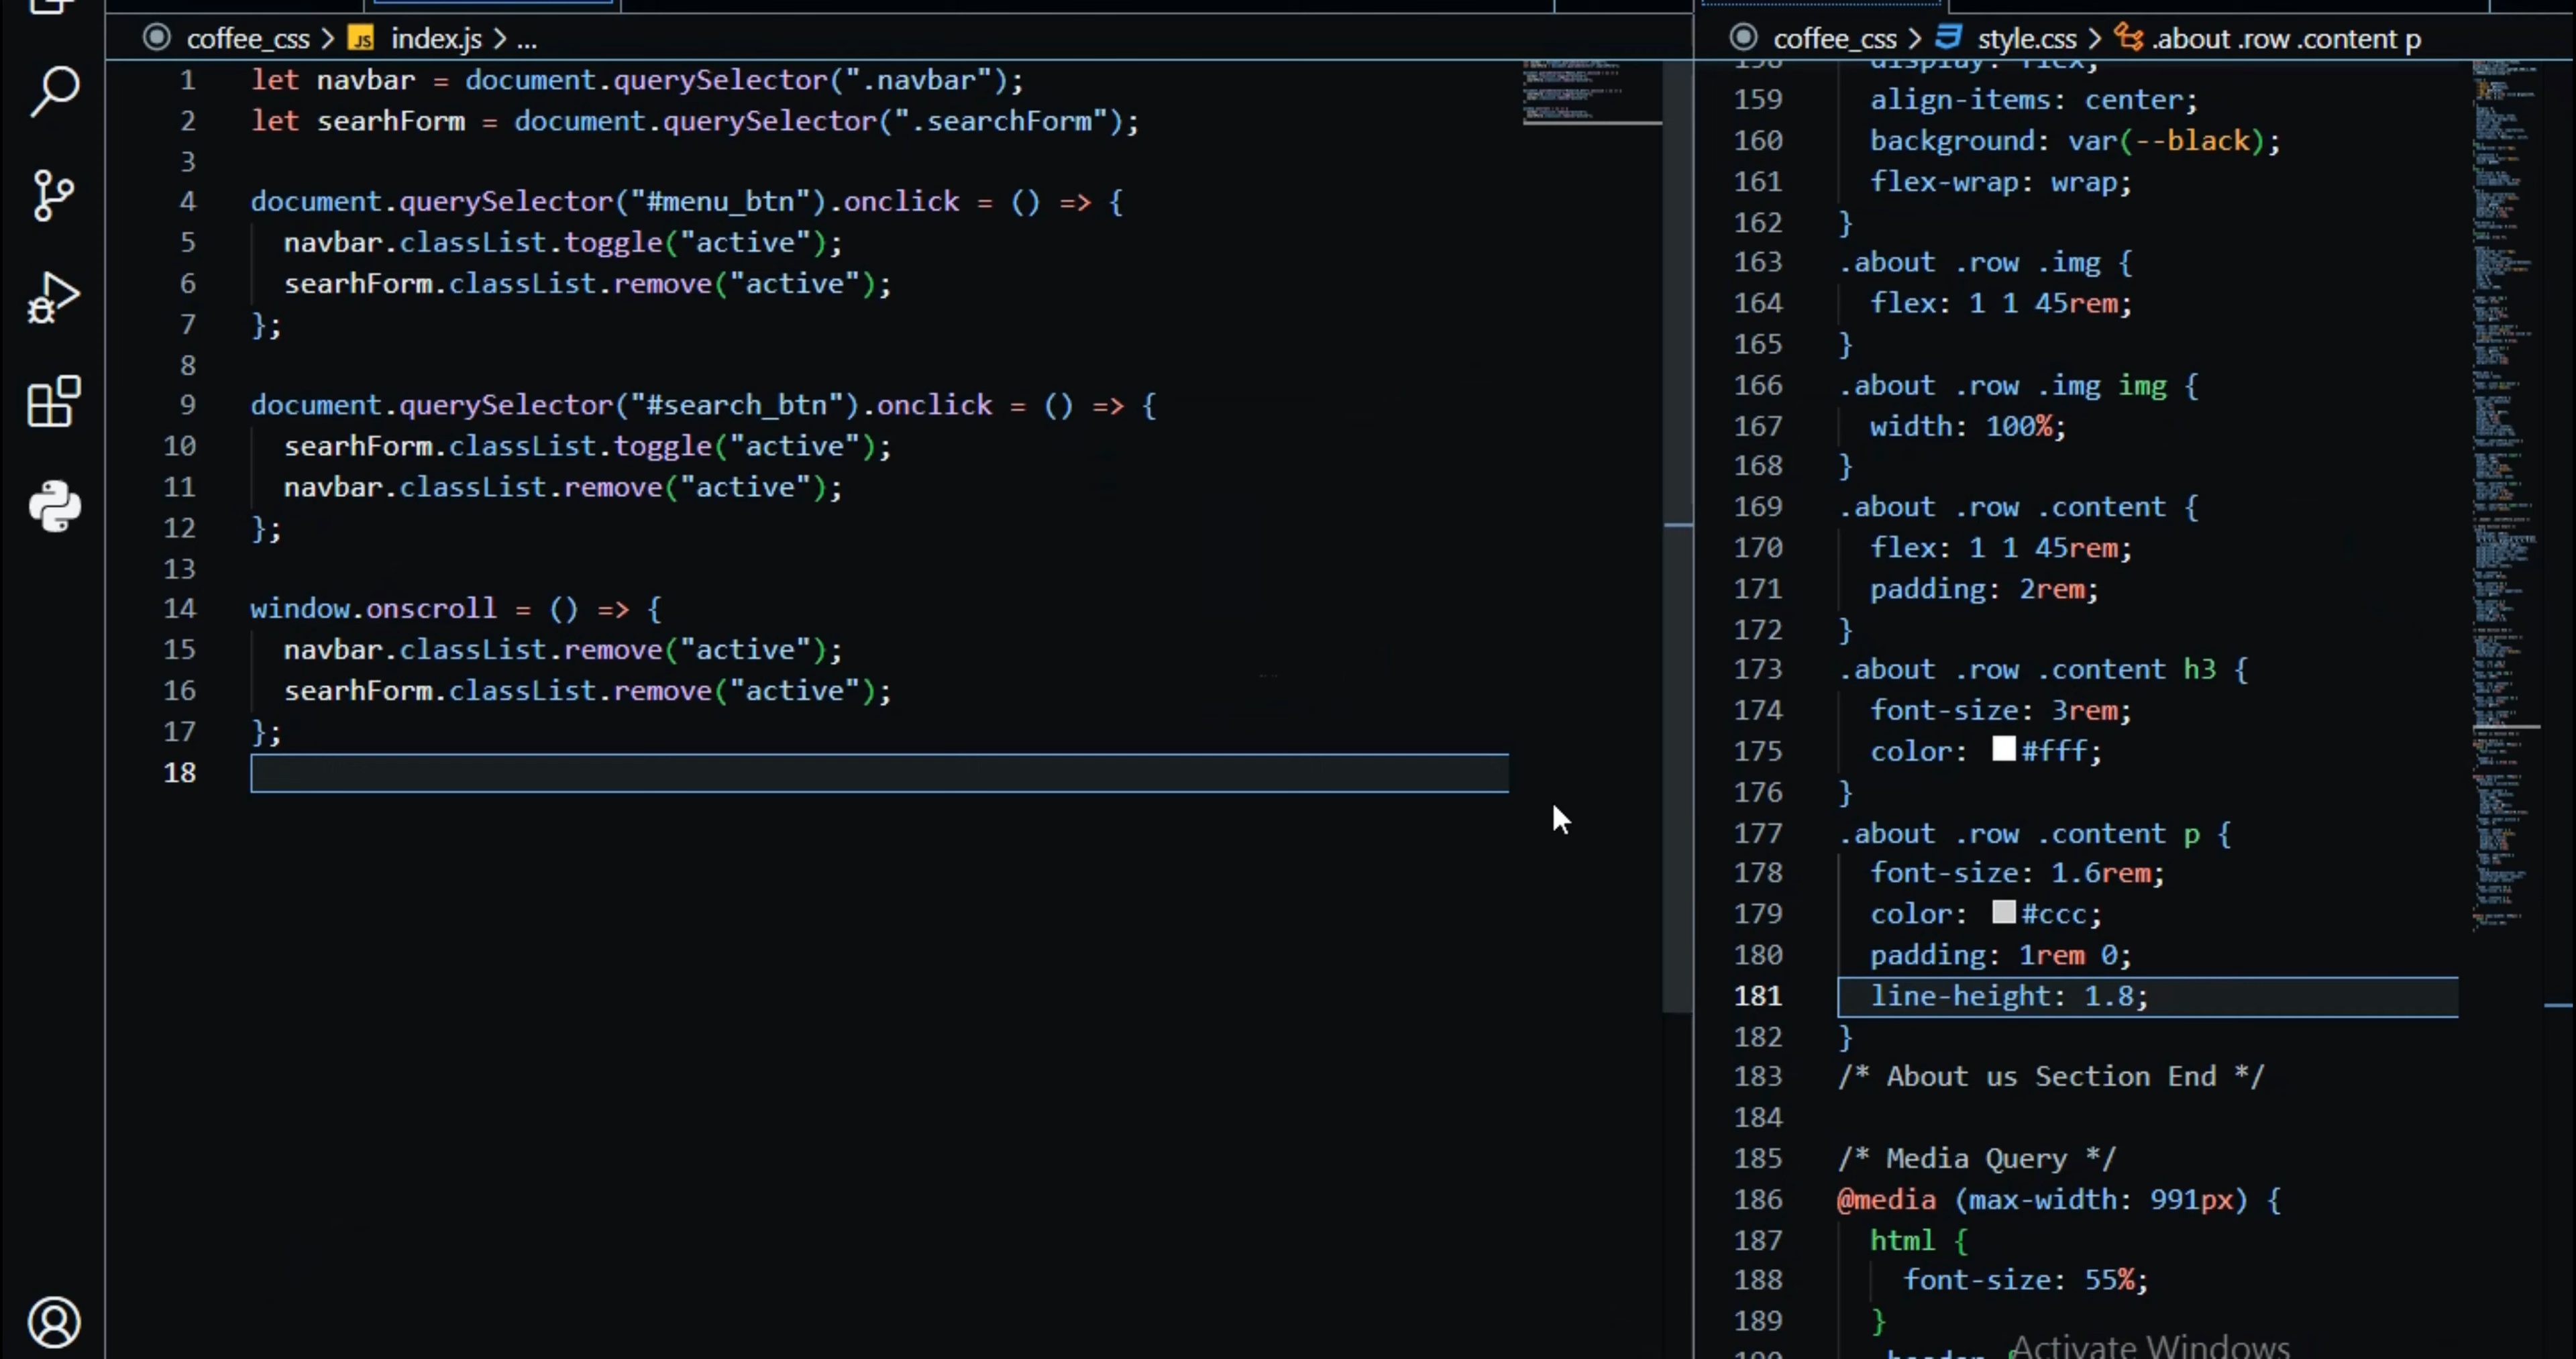 coffee_css > JS index.js > ...
1 let navbar = document.querySelector(".navbar");
2 let searhForm = document.querySelector(".searchForm");
3
4 document.querySelector("#menu_btn").onclick = () => {
5 navbar.classList.toggle("active");
6 searhForm.classList.remove("active");
7 };
8
9 document.querySelector("#search_btn").onclick = () => {
10 searhForm.classList.toggle("active");
11 navbar.classList.remove("active");
12 };
13
14 window.onscroll = () => {
15 navbar.classList.remove("active");
16 searhForm.classList.remove("active");
17 };
18
coffee_css > style.css > .about .row .content p
158 display: flex;
159 align-items: center;
160 background: var(--black);
161 flex-wrap: wrap;
162 }
163 .about .row .img {
164 flex: 1 1 45rem;
165 }
166 .about .row .img img {
167 width: 100%;
168 }
169 .about .row .content {
170 flex: 1 1 45rem;
171 padding: 2rem;
172 }
173 .about .row .content h3 {
174 font-size: 3rem;
175 color: #fff;
176 }
177 .about .row .content p {
178 font-size: 1.6rem;
179 color: #ccc;
180 padding: 1rem 0;
181 line-height: 1.8;
182 }
183 /* About us Section End */
184
185 /* Media Query */
186 @media (max-width: 991px) {
187 html {
188 font-size: 55%;
189 }
Activate Windows